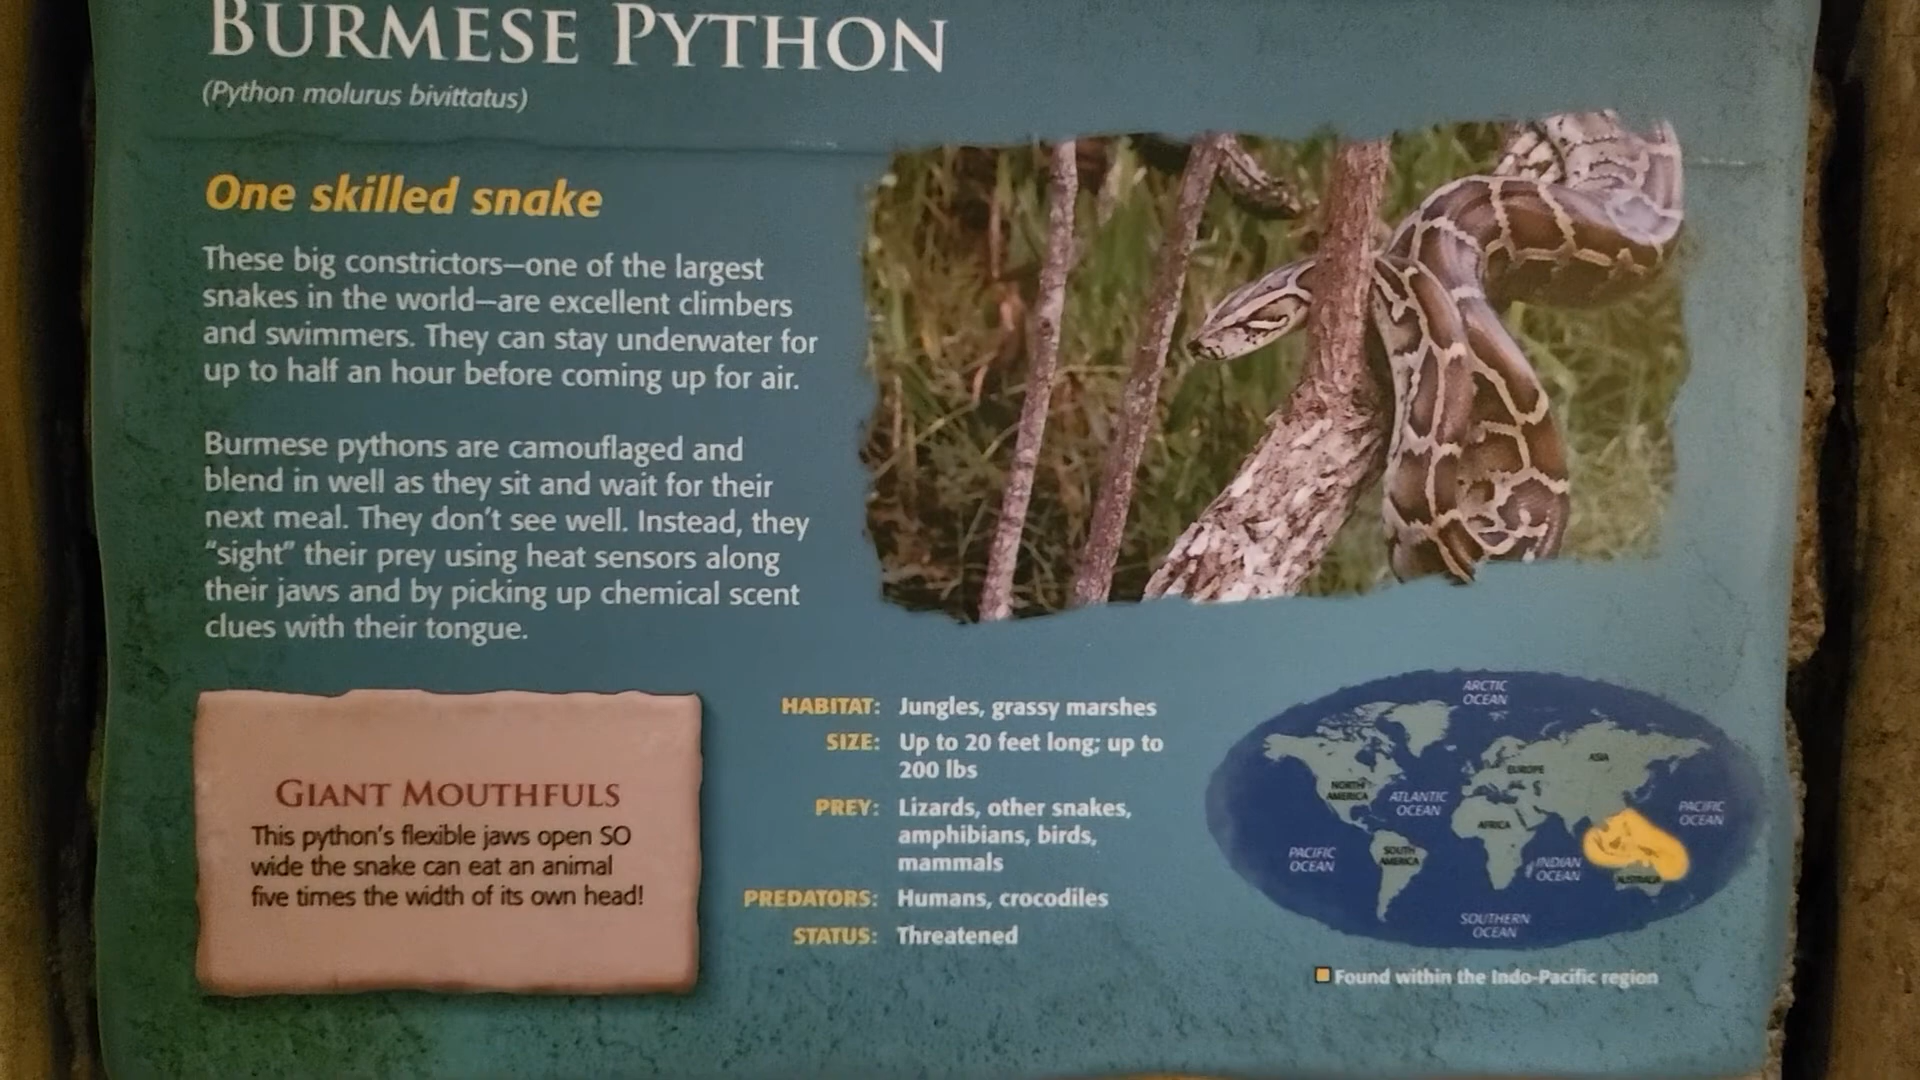 BURMESE PYTHON
(Python molurus bivittatus)
One skilled snake
These big constrictors—one of the largest
snakes in the world—are excellent climbers
and swimmers. They can stay underwater for
up to half an hour before coming up for air.
Burmese pythons are camouflaged and
blend in well as they sit and wait for their
next meal. They don't see well. Instead, they
"sight" their prey using heat sensors along
their jaws and by picking up chemical scent
clues with their tongue.
GIANT MOUTHFULS
This python's flexible jaws open SO
wide the snake can eat an animal
five times the width of its own head!
HABITAT: Jungles, grassy marshes
SIZE: Up to 20 feet long; up to
200 lbs
PREY: Lizards, other snakes,
amphibians, birds,
mammals
PREDATORS: Humans, crocodiles
STATUS: Threatened
ARCTIC
OCEAN
NORTH
AMERICA
ATLANTIC
OCEAN
EUROPE
ASIA
AFRICA
PACIFIC
OCEAN
PACIFIC
OCEAN
SOUTH
AMERICA
INDIAN
OCEAN
AUSTRALIA
SOUTHERN
OCEAN
Found within the Indo-Pacific region